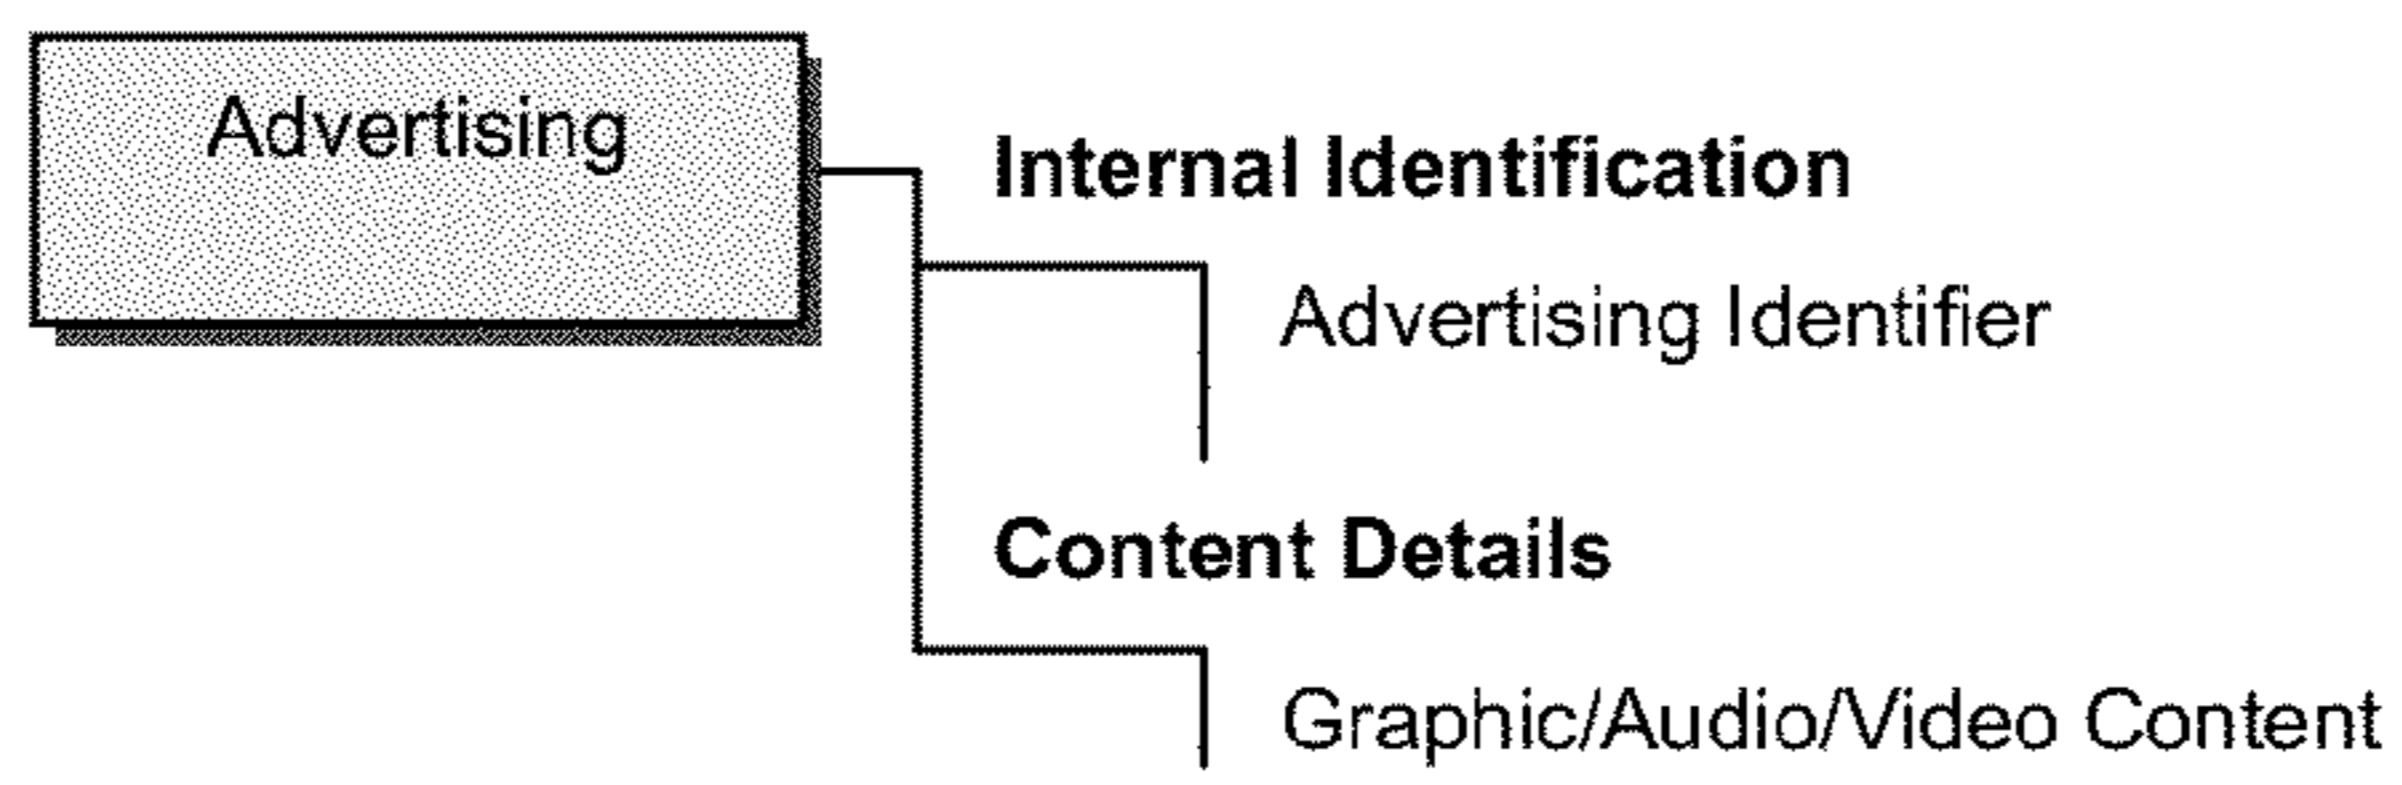 Advertising
Internal Identification
Advertising Identifier
Content Details
Graphic/Audio/Video Content